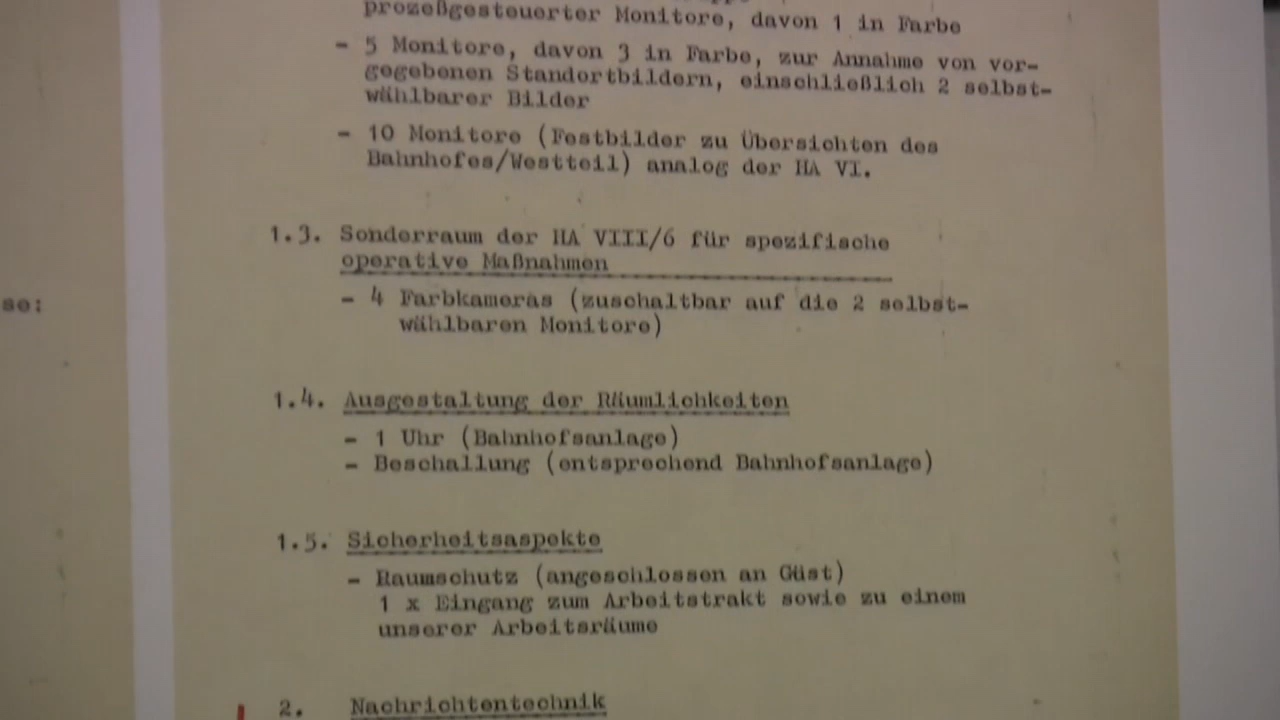 prozeßgesteuerter Monitore, davon 1 in Farbe
- 5 Monitore, davon 3 in Farbe, zur Annahme von vor-
gegebenen Standortbildern, einschließlich 2 selbst-
wählbarer Bilder
- 10 Monitore (Festbilder zu Übersichten des
Bahnhofes/Westteil) analog der HA VI.
1.3. Sonderraum der HA VIII/6 für spezifische
operative Maßnahmen
- 4 Farbkameras (zuschaltbar auf die 2 selbst-
wählbaren Monitore)
se:
1.4. Ausgestaltung der Räumlichkeiten
- 1 Uhr (Bahnhofsanlage)
- Beschallung (entsprechend Bahnhofsanlage)
1.5. Sicherheitsaspekte
- Raumschutz (angeschlossen an Güst)
1 x Eingang zum Arbeitstrakt sowie zu einem
unserer Arbeitsräume
2. Nachrichtentechnik